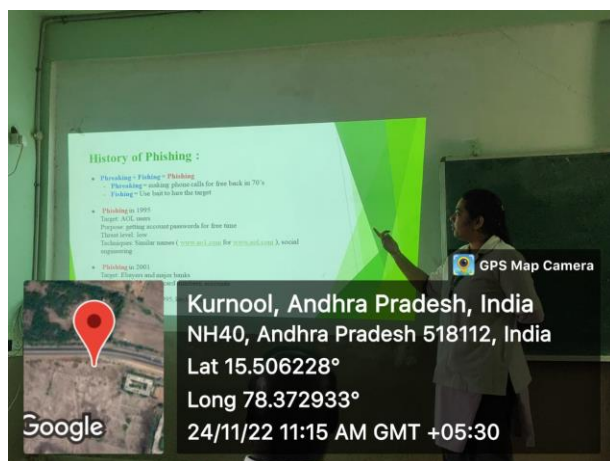 History of Phishing :
Phreaking + Fishing = Phishing
- Phreaking = making phone calls for free back in 70's
- Fishing = Use bait to lure the target
Phishing in 1995
Target: AOL users
Purpose: getting account passwords for free time
Threat level: low
Techniques: Similar names ( for www.aol.com ), social
engineering
Phishing in 2001
Target: Ebayers and major banks
GPS Map Camera
Kurnool, Andhra Pradesh, India
NH40, Andhra Pradesh 518112, India
Lat 15.506228°
Long 78.372933°
24/11/22 11:15 AM GMT +05:30
Google